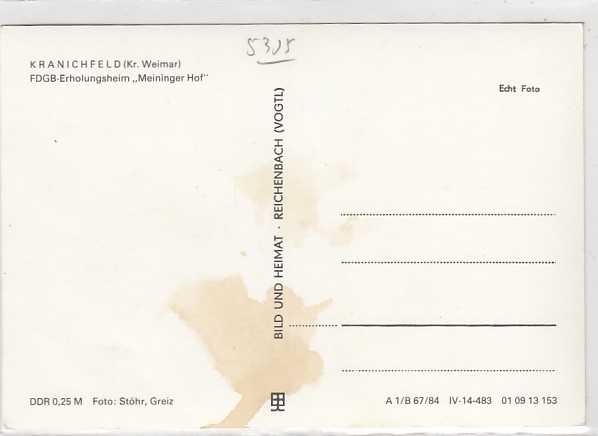 5305
KRANICHFELD (Kr. Weimar)
FDGB-Erholungsheim „Meininger Hof"
Echt Foto
BILD UND HEIMAT · REICHENBACH (VOGTL)
DDR 0,25 M Foto: Stöhr, Greiz
A 1/B 67/84 IV-14-483 01 09 13 153